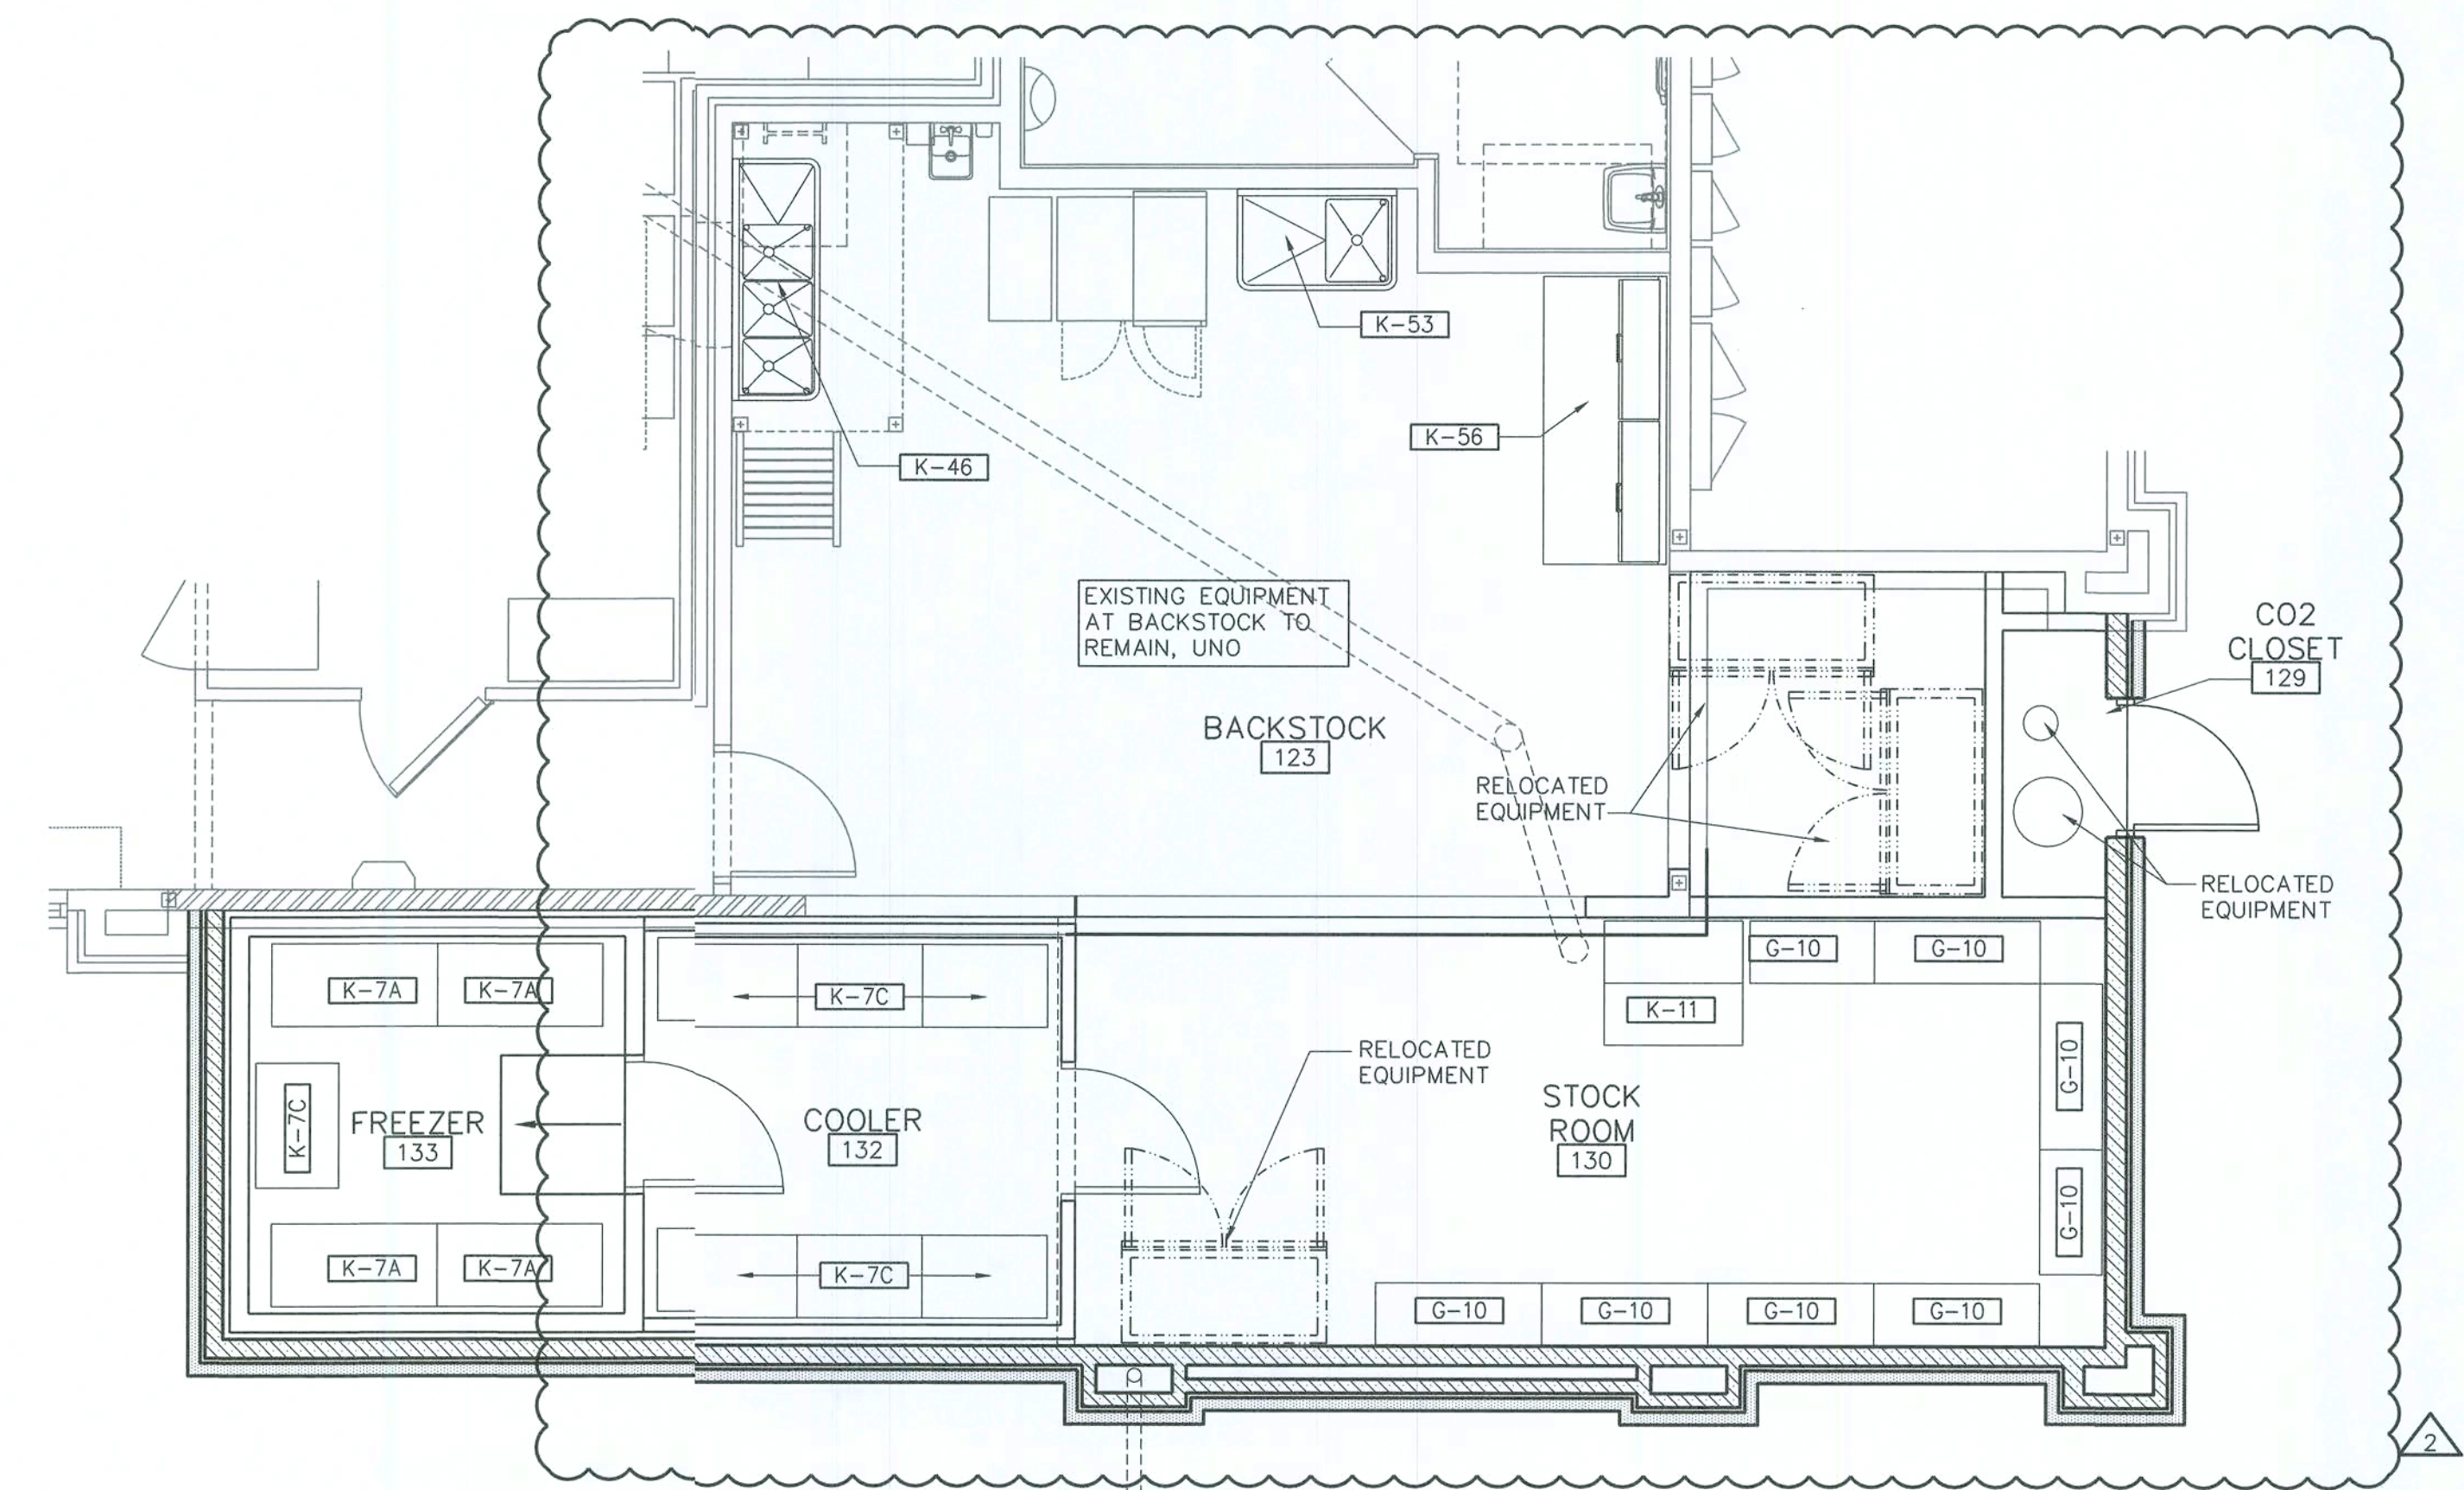 K-53
K-56
K-46
EXISTING EQUIPMENT
AT BACKSTOCK TO
REMAIN, UNO
CO2
CLOSET
129
BACKSTOCK
123
RELOCATED
EQUIPMENT
RELOCATED
EQUIPMENT
G-10
G-10
K-7A
K-7A
K-7C
K-11
RELOCATED
EQUIPMENT
G-10
STOCK
ROOM
130
K-7C
FREEZER
133
COOLER
132
G-10
K-7A
K-7A
K-7C
G-10
G-10
G-10
G-10
2